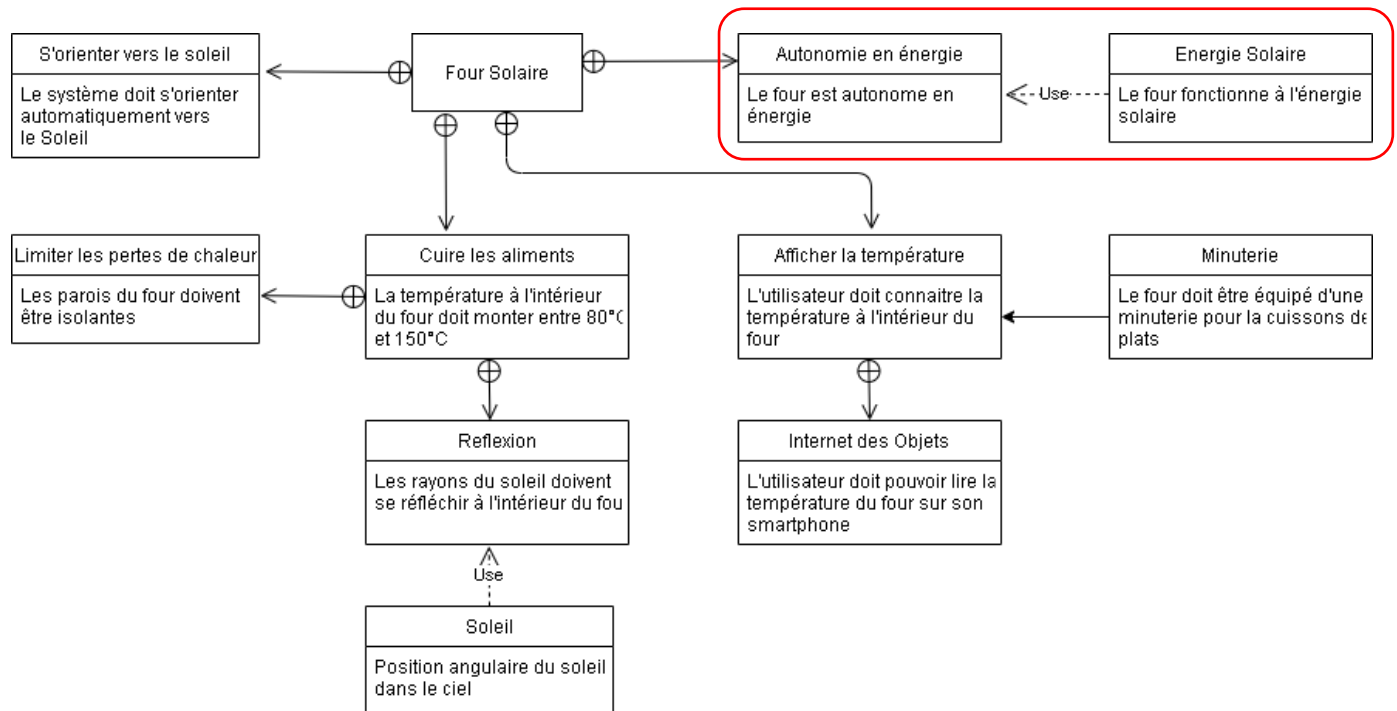 S'orienter vers le soleil
Le système doit s'orienter
automatiquement vers
le Soleil
Four Solaire
Autonomie en énergie
Le four est autonome en
énergie
Use
Energie Solaire
Le four fonctionne à l'énergie
solaire
Limiter les pertes de chaleur
Les parois du four doivent
être isolantes
Cuire les aliments
La température à l'intérieur
du four doit monter entre 80°C
et 150°C
Afficher la température
L'utilisateur doit connaitre la
température à l'intérieur du
four
Minuterie
Le four doit être équipé d'une
minuterie pour la cuissons de
plats
Reflexion
Les rayons du soleil doivent
se réfléchir à l'intérieur du fou
Internet des Objets
L'utilisateur doit pouvoir lire la
température du four sur son
smartphone
Use
Soleil
Position angulaire du soleil
dans le ciel